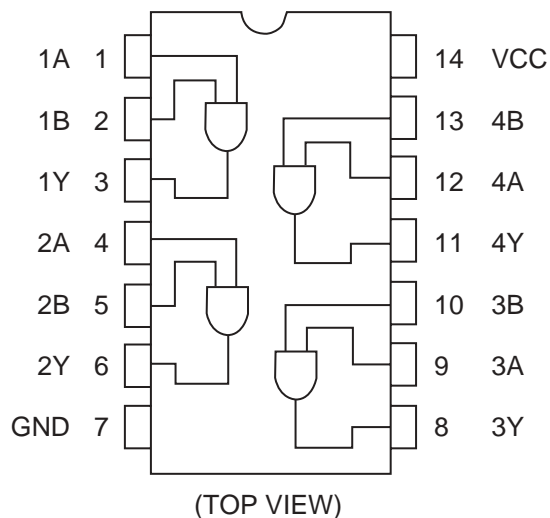 1A 1 14 VCC
1B 2 13 4B
1Y 3 12 4A
2A 4 11 4Y
2B 5 10 3B
2Y 6 9 3A
GND 7 8 3Y
(TOP VIEW)